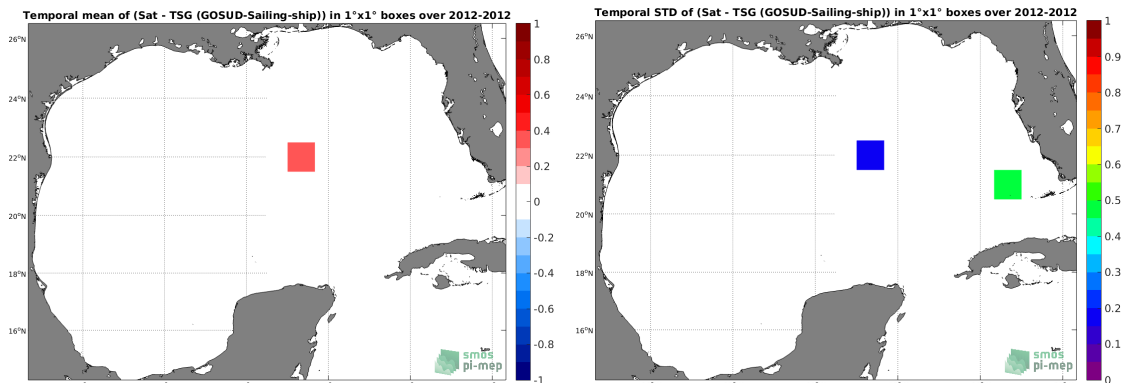 Temporal mean of (Sat - TSG (GOSUD-Sailing-ship)) in 1°x1° boxes over 2012-2012
26°N
24°N
22°N
20°N
18°N
16°N
1
0.8
0.6
0.4
0.2
0
-0.2
-0.4
-0.6
-0.8
-1
smos
pi-mep
Temporal STD of (Sat - TSG (GOSUD-Sailing-ship)) in 1°x1° boxes over 2012-2012
26°N
24°N
22°N
20°N
18°N
16°N
1
0.9
0.8
0.7
0.6
0.5
0.4
0.3
0.2
0.1
0
smos
pi-mep